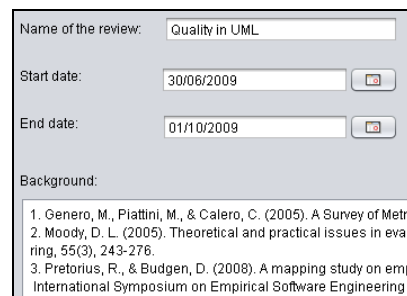 Name of the review: Quality in UML
Start date: 30/06/2009
End date: 01/10/2009
Background:
1. Genero, M., Piattini, M., & Calero, C. (2005). A Survey of Metr
2. Moody, D. L. (2005). Theoretical and practical issues in eva
ring, 55(3), 243-276.
3. Pretorius, R., & Budgen, D. (2008). A mapping study on emp
International Symposium on Empirical Software Engineering